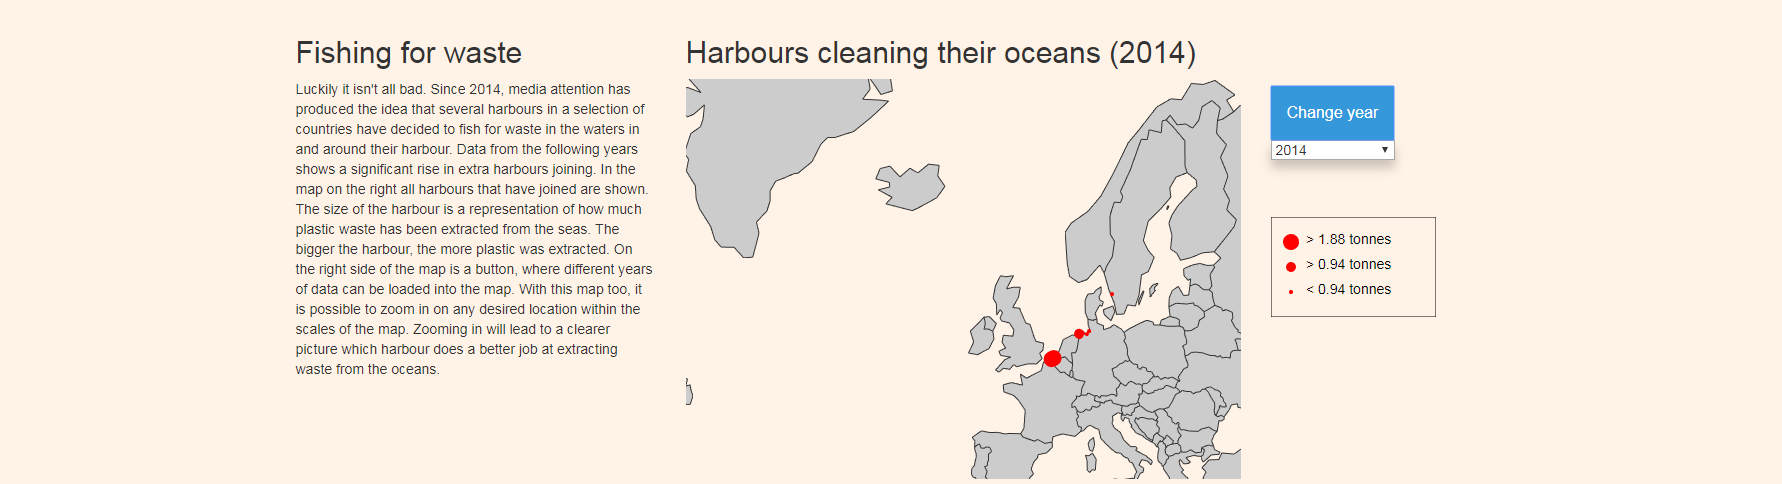 Fishing for waste
Luckily it isn't all bad. Since 2014, media attention has
produced the idea that several harbours in a selection of
countries have decided to fish for waste in the waters in
and around their harbour. Data from the following years
shows a significant rise in extra harbours joining. In the
map on the right all harbours that have joined are shown.
The size of the harbour is a representation of how much
plastic waste has been extracted from the seas. The
bigger the harbour, the more plastic was extracted. On
the right side of the map is a button, where different years
of data can be loaded into the map. With this map too, it
is possible to zoom in on any desired location within the
scales of the map. Zooming in will lead to a clearer
picture which harbour does a better job at extracting
waste from the oceans.
Harbours cleaning their oceans (2014)
Change year
2014
> 1.88 tonnes
> 0.94 tonnes
< 0.94 tonnes